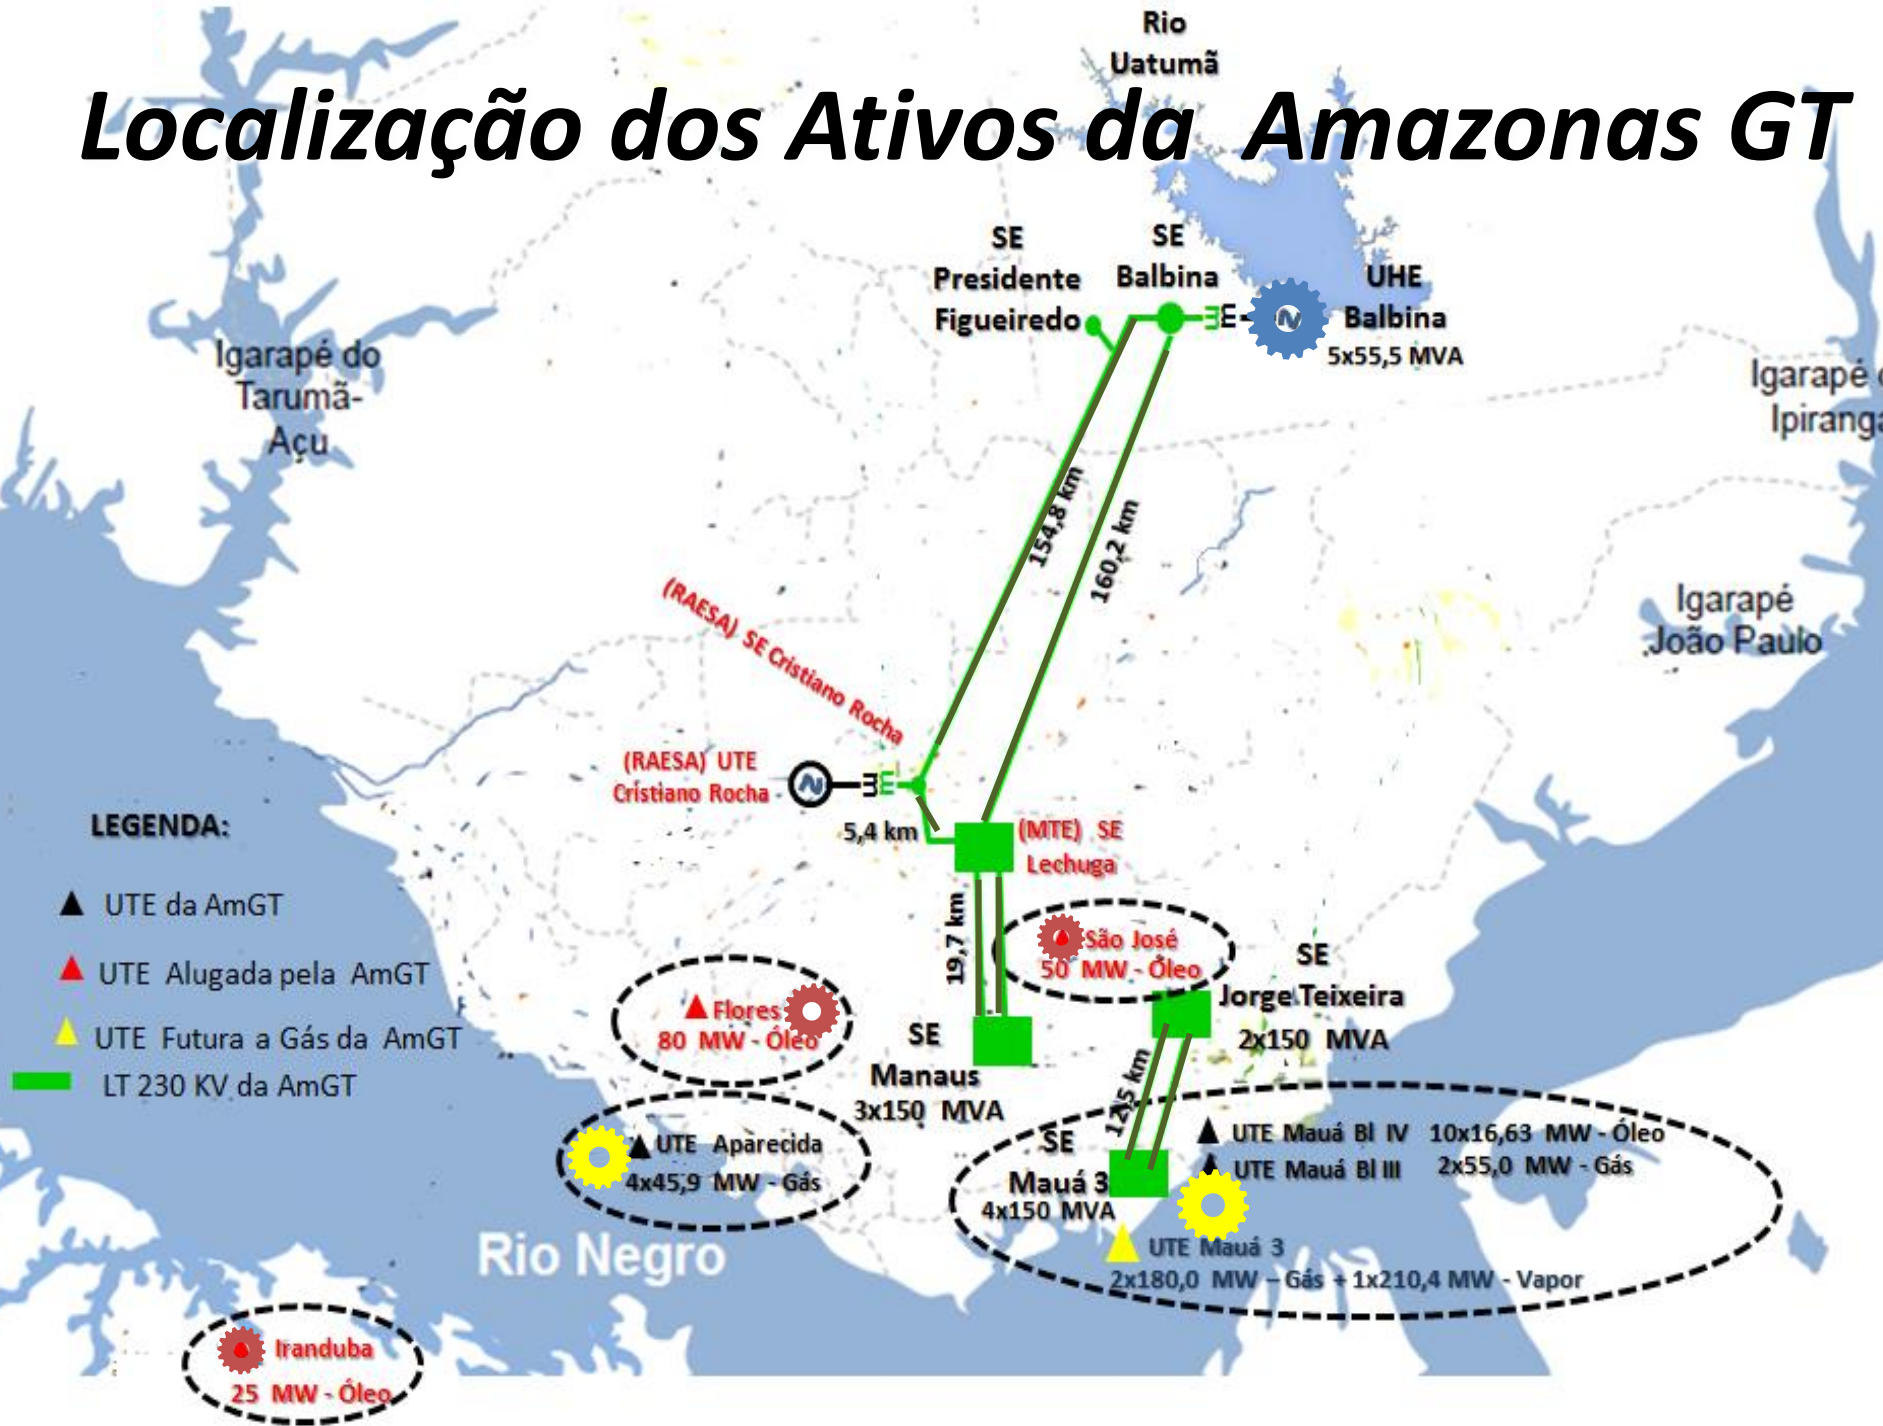 Rio
Uatumã
Localização dos Ativos da Amazonas GT
SE
Presidente
Figueiredo
SE
Balbina
UHE
Balbina
5x55,5 MVA
Igarapé do
Tarumã-
Açu
Igarapé
Ipiranga
154,8 km
160,2 km
Igarapé
João Paulo
(RAESA) SE Cristiano Rocha
(RAESA) UTE
Cristiano Rocha
5,4 km
(MTE) SE
Lechuga
LEGENDA:
UTE da AmGT
UTE Alugada pela AmGT
UTE Futura a Gás da AmGT
LT 230 KV da AmGT
19,7 km
São José
50 MW - Óleo
SE
Jorge Teixeira
2x150 MVA
Flores
80 MW - Óleo
SE
Manaus
3x150 MVA
12,5 km
UTE Aparecida
4x45,9 MW - Gás
SE
Mauá 3
4x150 MVA
UTE Mauá Bl IV 10x16,63 MW - Óleo
UTE Mauá Bl III 2x55,0 MW - Gás
UTE Mauá 3
2x180,0 MW – Gás + 1x210,4 MW - Vapor
Rio Negro
Iranduba
25 MW - Óleo